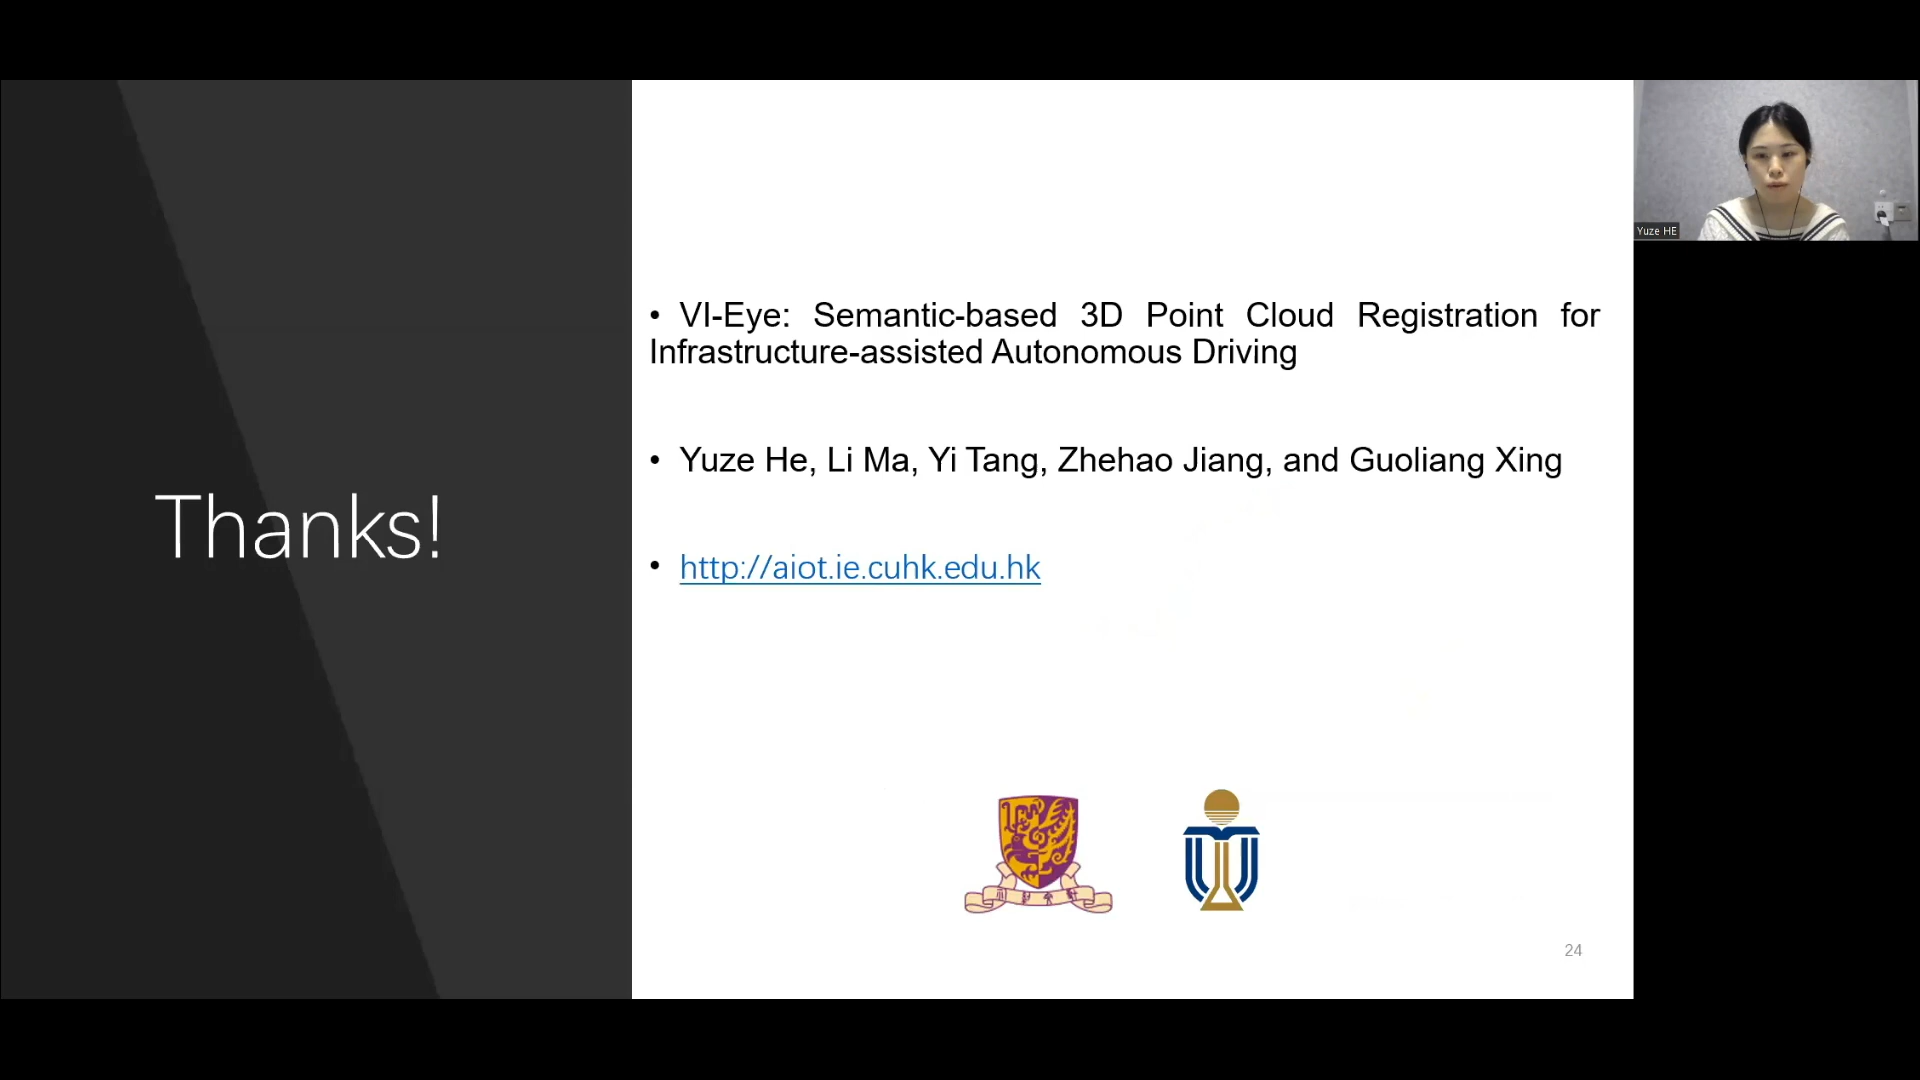 Thanks!
• VI-Eye: Semantic-based 3D Point Cloud Registration for
Infrastructure-assisted Autonomous Driving
• Yuze He, Li Ma, Yi Tang, Zhehao Jiang, and Guoliang Xing
• http://aiot.ie.cuhk.edu.hk
24
Yuze HE